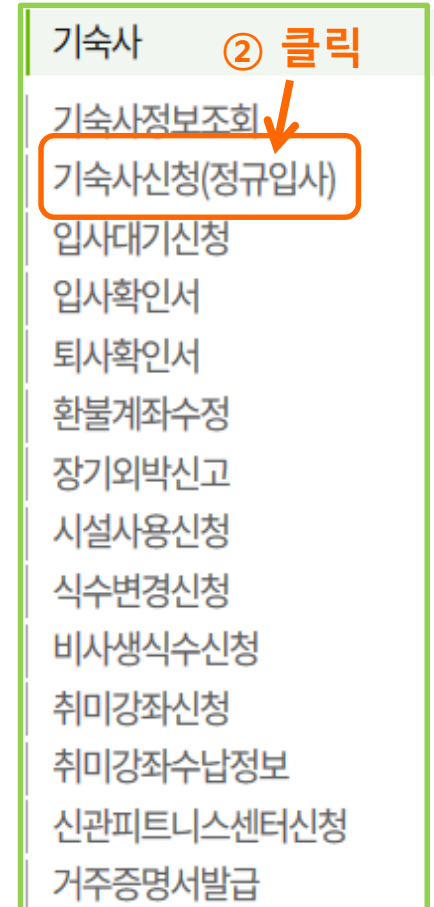 기숙사
② 클릭
기숙사정보조회
기숙사신청(정규입사)
입사대기신청
입사확인서
퇴사확인서
환불계좌수정
장기외박신고
시설사용신청
식수변경신청
비사생식수신청
취미강좌신청
취미강좌수납정보
신관피트니스센터신청
거주증명서발급